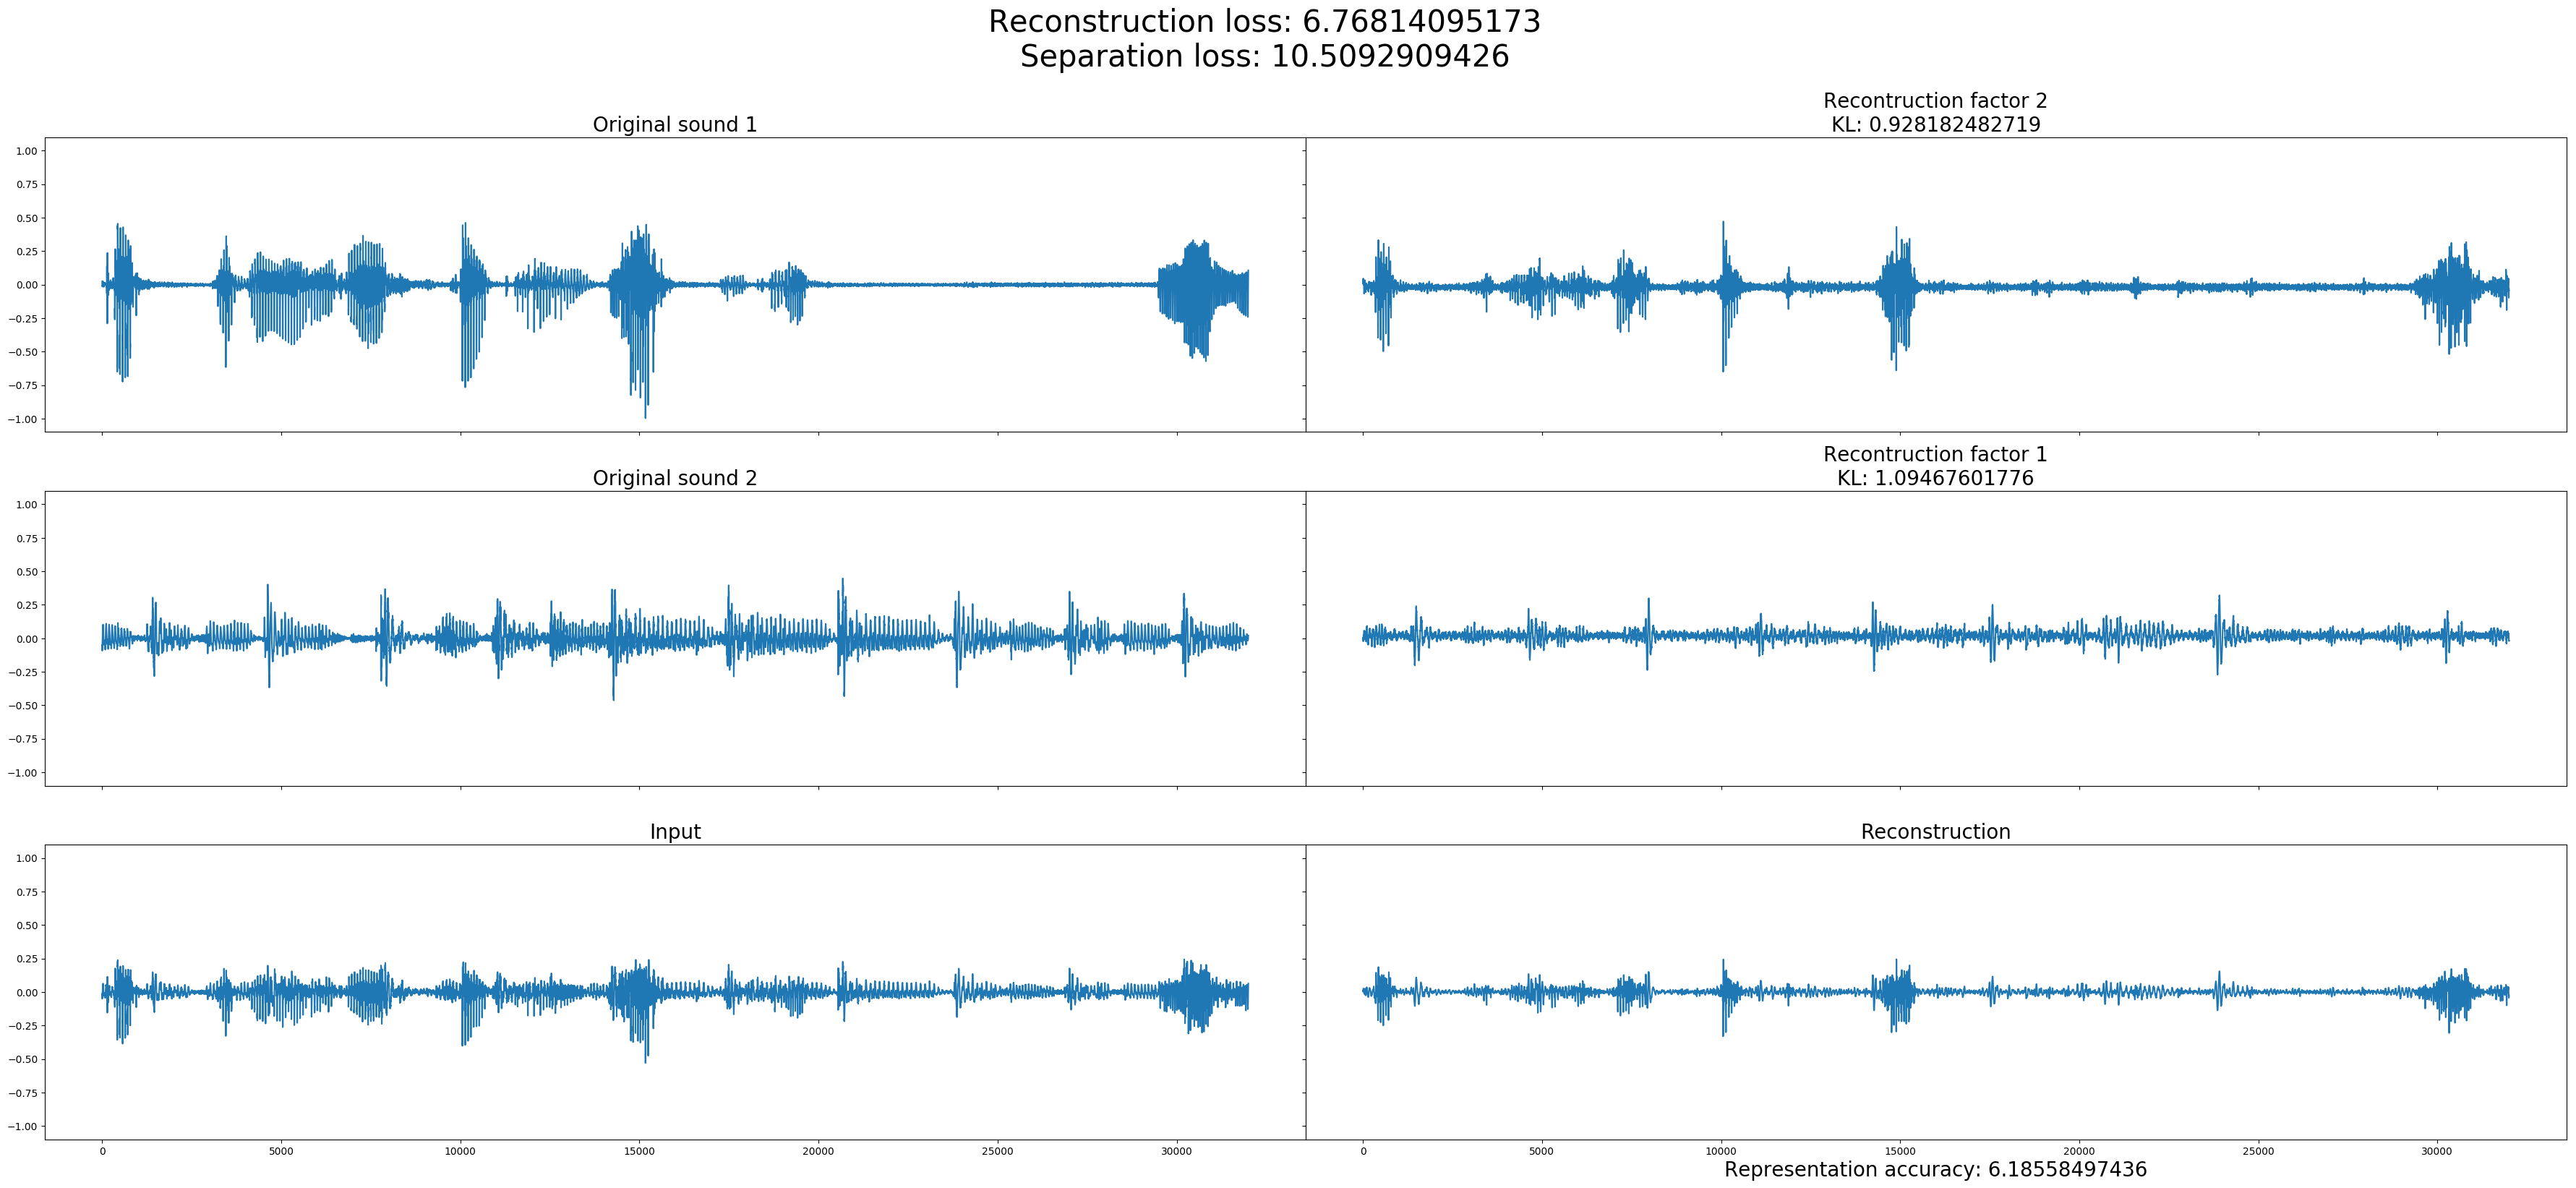 Reconstruction loss: 6.76814095173
Separation loss: 10.5092909426
Original sound 1
Recontruction factor 2
KL: 0.928182482719
1.00
0.75
0.50
0.25
0.00
−0.25
−0.50
−0.75
−1.00
Original sound 2
Recontruction factor 1
KL: 1.09467601776
1.00
0.75
0.50
0.25
0.00
−0.25
−0.50
−0.75
−1.00
Input
Reconstruction
1.00
0.75
0.50
0.25
0.00
−0.25
−0.50
−0.75
−1.00
0 5000 10000 15000 20000 25000 30000
0 5000 10000 15000 20000 25000 30000
Representation accuracy: 6.18558497436